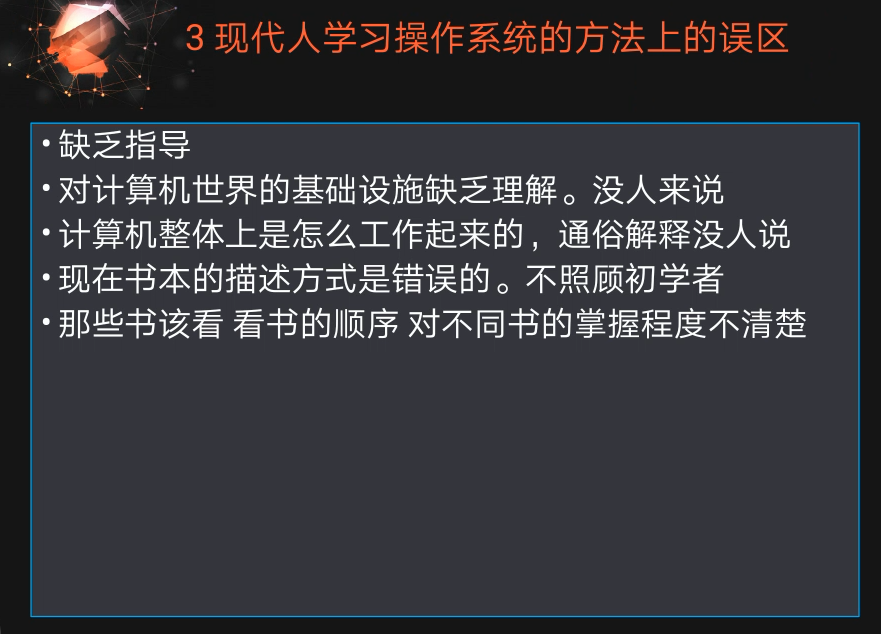 3 现代人学习操作系统的方法上的误区
• 缺乏指导
• 对计算机世界的基础设施缺乏理解。没人来说
• 计算机整体上是怎么工作起来的，通俗解释没人说
• 现在书本的描述方式是错误的。不照顾初学者
• 那些书该看 看书的顺序 对不同书的掌握程度不清楚